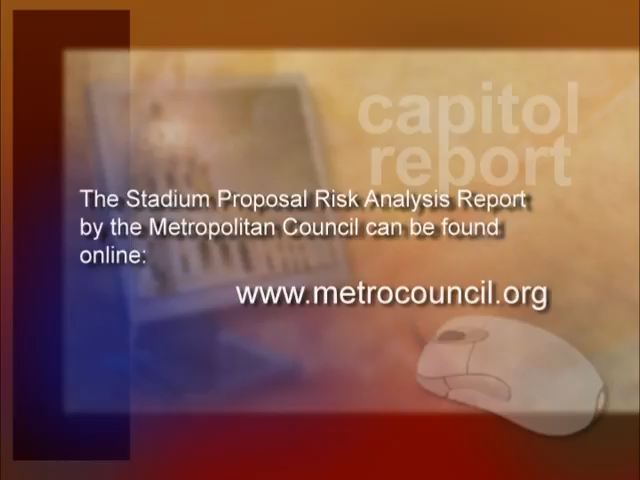 capitol
report
The Stadium Proposal Risk Analysis Report
by the Metropolitan Council can be found
online:
www.metrocouncil.org